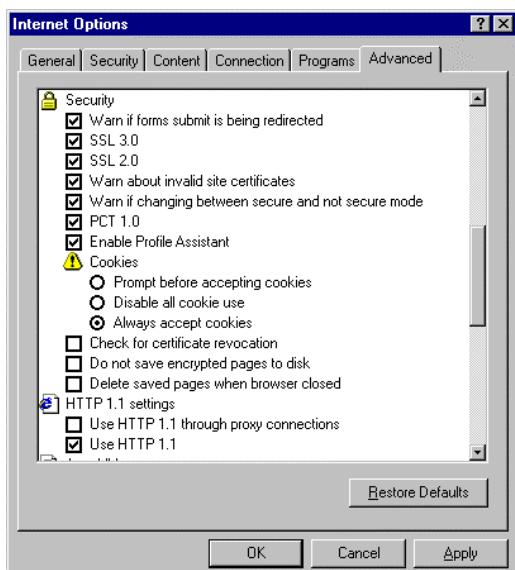 Internet Options
General Security Content Connection Programs Advanced
Security
Warn if forms submit is being redirected
SSL 3.0
SSL 2.0
Warn about invalid site certificates
Warn if changing between secure and not secure mode
PCT 1.0
Enable Profile Assistant
Cookies
Prompt before accepting cookies
Disable all cookie use
Always accept cookies
Check for certificate revocation
Do not save encrypted pages to disk
Delete saved pages when browser closed
HTTP 1.1 settings
Use HTTP 1.1 through proxy connections
Use HTTP 1.1
Restore Defaults
OK Cancel Apply